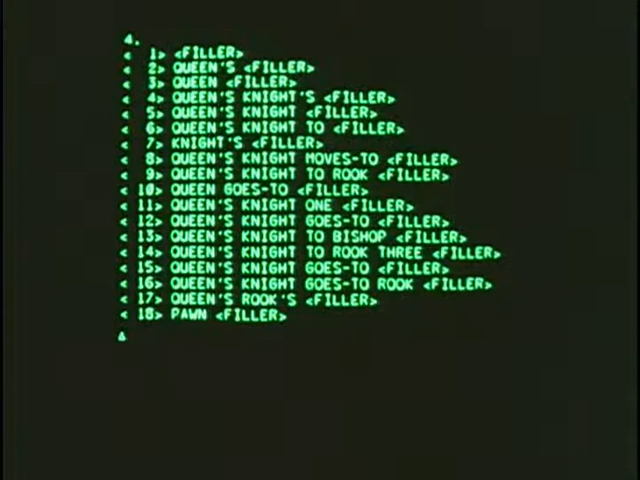 4.
< 1> <FILLER>
< 2> QUEEN'S <FILLER>
< 3> QUEEN <FILLER>
< 4> QUEEN'S KNIGHT'S <FILLER>
< 5> QUEEN'S KNIGHT <FILLER>
< 6> QUEEN'S KNIGHT TO <FILLER>
< 7> KNIGHT'S <FILLER>
< 8> QUEEN'S KNIGHT MOVES-TO <FILLER>
< 9> QUEEN'S KNIGHT TO ROOK <FILLER>
< 10> QUEEN GOES-TO <FILLER>
< 11> QUEEN'S KNIGHT ONE <FILLER>
< 12> QUEEN'S KNIGHT GOES-TO <FILLER>
< 13> QUEEN'S KNIGHT TO BISHOP <FILLER>
< 14> QUEEN'S KNIGHT TO ROOK THREE <FILLER>
< 15> QUEEN'S KNIGHT GOES-TO <FILLER>
< 16> QUEEN'S KNIGHT GOES-TO ROOK <FILLER>
< 17> QUEEN'S ROOK'S <FILLER>
< 18> PAWN <FILLER>